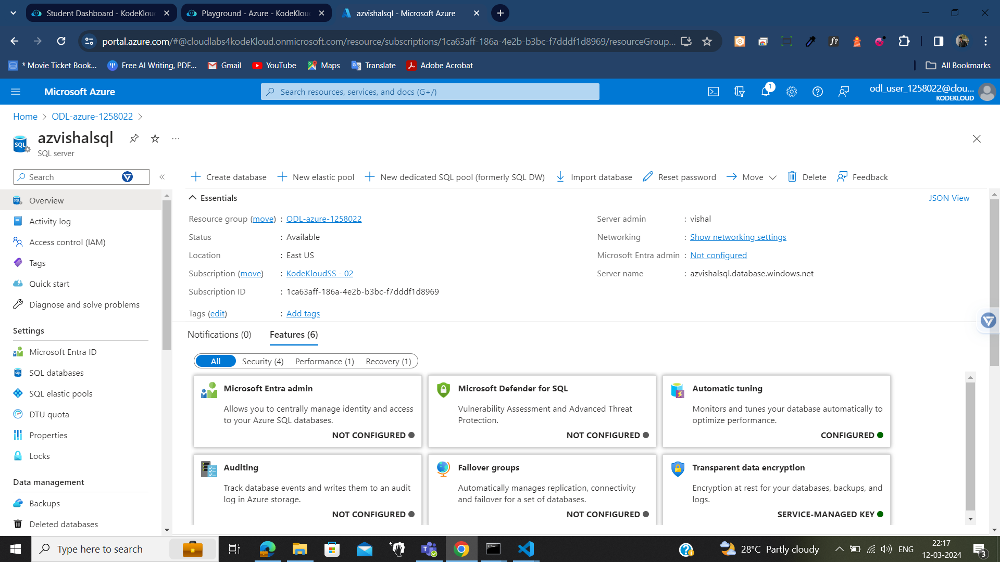 Student Dashboard - KodeKlou
Playground - Azure - KodeKlou
azvishalsql - Microsoft Azure
portal.azure.com/#@cloudlabs4kodeKloud.onmicrosoft.com/resource/subscriptions/1ca63aff-186a-4e2b-b3bc-f7dddf1d8969/resourceGroup...
f?
* Movie Ticket Book...
Free AI Writing, PDF...
Gmail
YouTube
Maps
Translate
Adobe Acrobat
All Bookmarks
Microsoft Azure
Search resources, services, and docs (G+/)
1
odl_user_1258022@clou...
KODEKLOUD
Home
ODL-azure-1258022
SQL
azvishalsql
SQL server
Search
Create database
New elastic pool
New dedicated SQL pool (formerly SQL DW)
Import database
Reset password
Move
Delete
Feedback
Overview
Activity log
Access control (IAM)
Tags
Quick start
Diagnose and solve problems
Settings
Microsoft Entra ID
SQL databases
SQL elastic pools
DTU quota
Properties
Locks
Data management
Backups
Deleted databases
Essentials
JSON View
Resource group (move) : ODL-azure-1258022
Status : Available
Location : East US
Subscription (move) : KodeKloudSS - 02
Subscription ID : 1ca63aff-186a-4e2b-b3bc-f7dddf1d8969
Tags (edit) : Add tags
Server admin : vishal
Networking : Show networking settings
Microsoft Entra admin : Not configured
Server name : azvishalsql.database.windows.net
Notifications (0)
Features (6)
All
Security (4)
Performance (1)
Recovery (1)
Microsoft Entra admin
Allows you to centrally manage identity and access
to your Azure SQL databases.
NOT CONFIGURED
Microsoft Defender for SQL
Vulnerability Assessment and Advanced Threat
Protection.
NOT CONFIGURED
Automatic tuning
Monitors and tunes your database automatically to
optimize performance.
CONFIGURED
Auditing
Track database events and writes them to an audit
log in Azure storage.
NOT CONFIGURED
Failover groups
Automatically manages replication, connectivity
and failover for a set of databases.
NOT CONFIGURED
Transparent data encryption
Encryption at rest for your databases, backups, and
logs.
SERVICE-MANAGED KEY
Type here to search
28°C Partly cloudy
ENG
22:17
12-03-2024
3